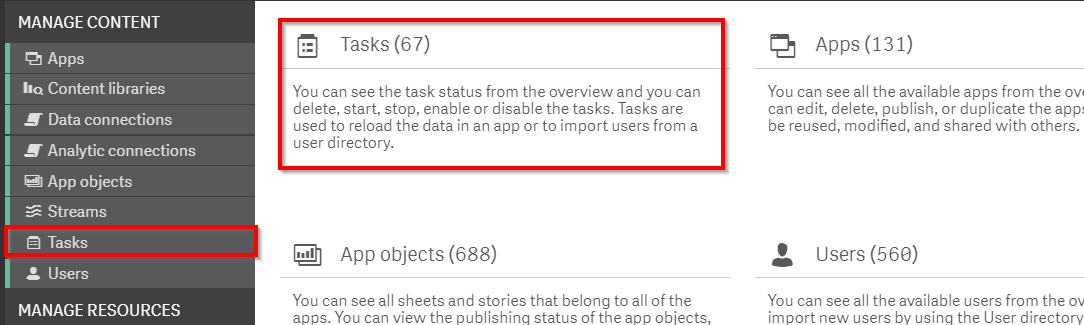 MANAGE CONTENT
Apps
Content libraries
Data connections
Analytic connections
App objects
Streams
Tasks
Users
MANAGE RESOURCES
Tasks (67)
You can see the task status from the overview and you can
delete, start, stop, enable or disable the tasks. Tasks are
used to reload the data in an app or to import users from a
user directory.
Apps (131)
You can see all the available apps from the ove
can edit, delete, publish, or duplicate the apps
be reused, modified, and shared with others.
App objects (688)
You can see all sheets and stories that belong to all of the
apps. You can view the publishing status of the app objects,
Users (560)
You can see all the available users from the ov
import new users by using the User directory